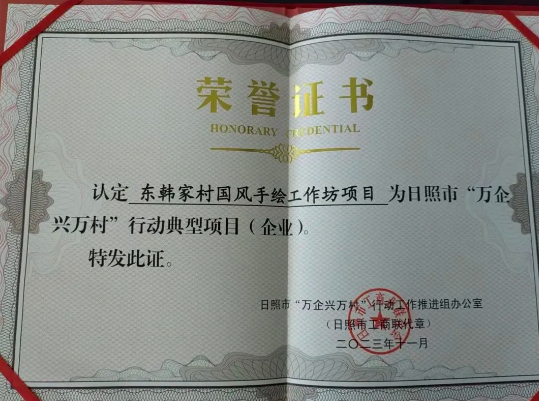 荣誉证书
HONORARY CREDENTIAL
认定 东韩家村国风手绘工作坊项目 为日照市“万企
兴万村”行动典型项目（企业）。
特发此证。
日照市“万企兴万村”行动工作推进组办公室
（日照市工商联代章）
二〇二三年十一月